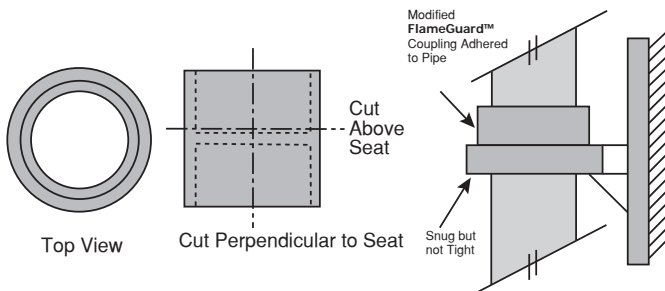 Modified
FlameGuard™
Coupling Adhered
to Pipe
Cut
Above
Seat
Top View
Cut Perpendicular to Seat
Snug but
not Tight